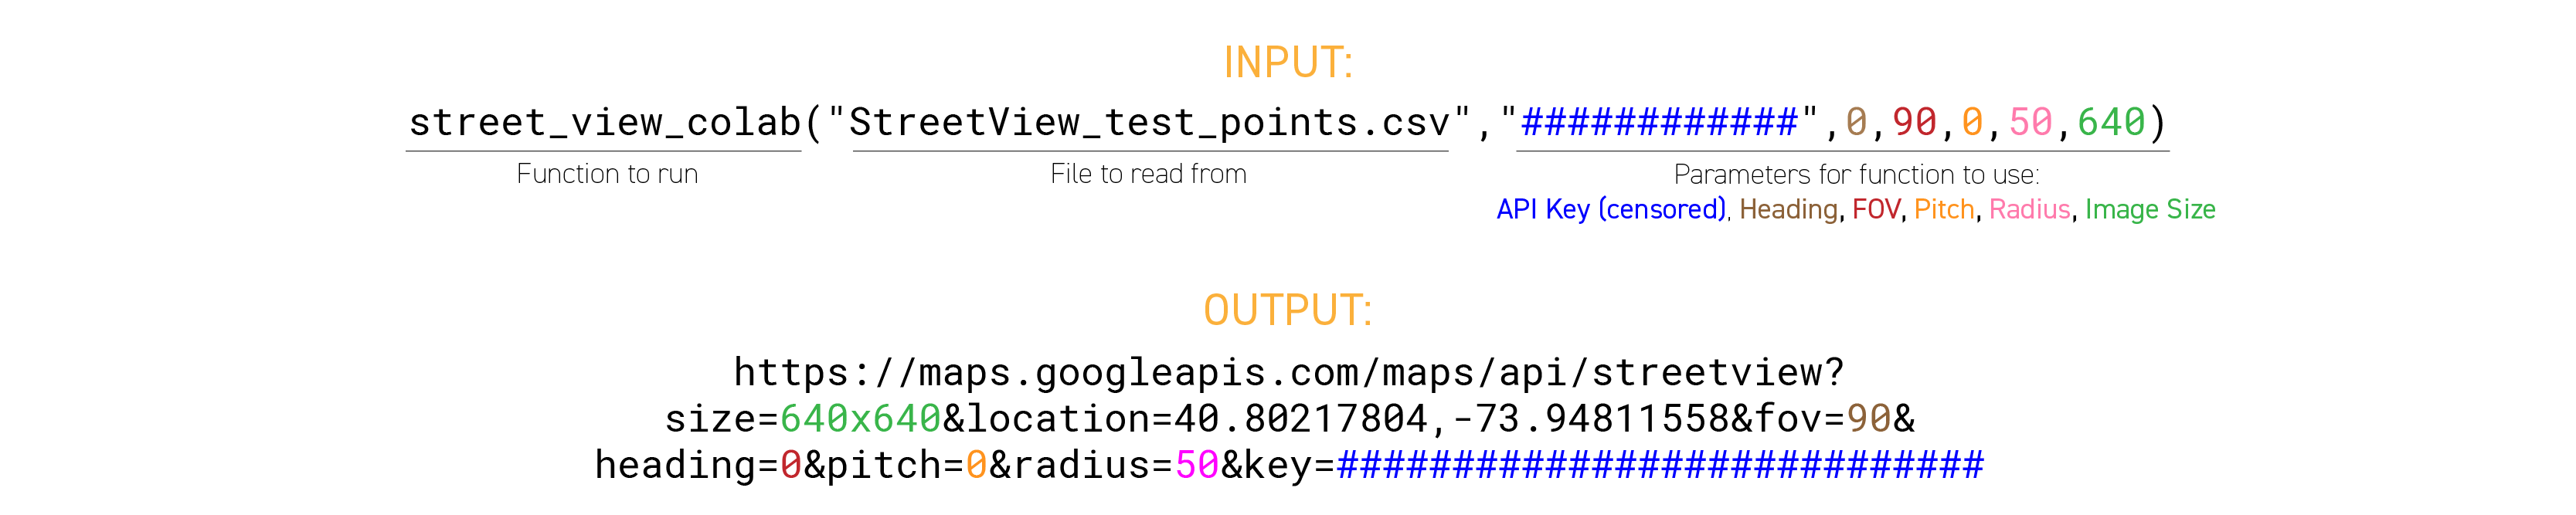 INPUT:
street_view_colab("StreetView_test_points.csv","############",0,90,0,50,640)
Function to run
File to read from
Parameters for function to use:
API Key (censored), Heading, FOV, Pitch, Radius, Image Size
OUTPUT:
https://maps.googleapis.com/maps/api/streetview?
size=640x640&location=40.80217804,-73.94811558&fov=90&
heading=0&pitch=0&radius=50&key=############################